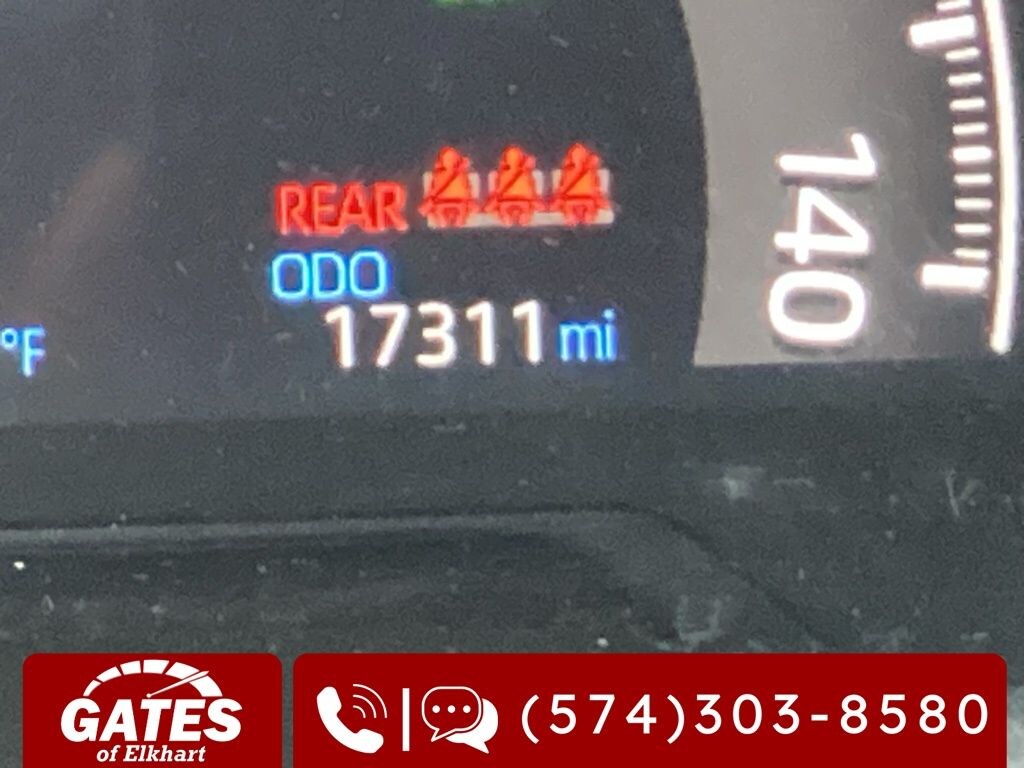 REAR
ODO
17311 mi
°F
140
GATES
of Elkhart
(574)303-8580